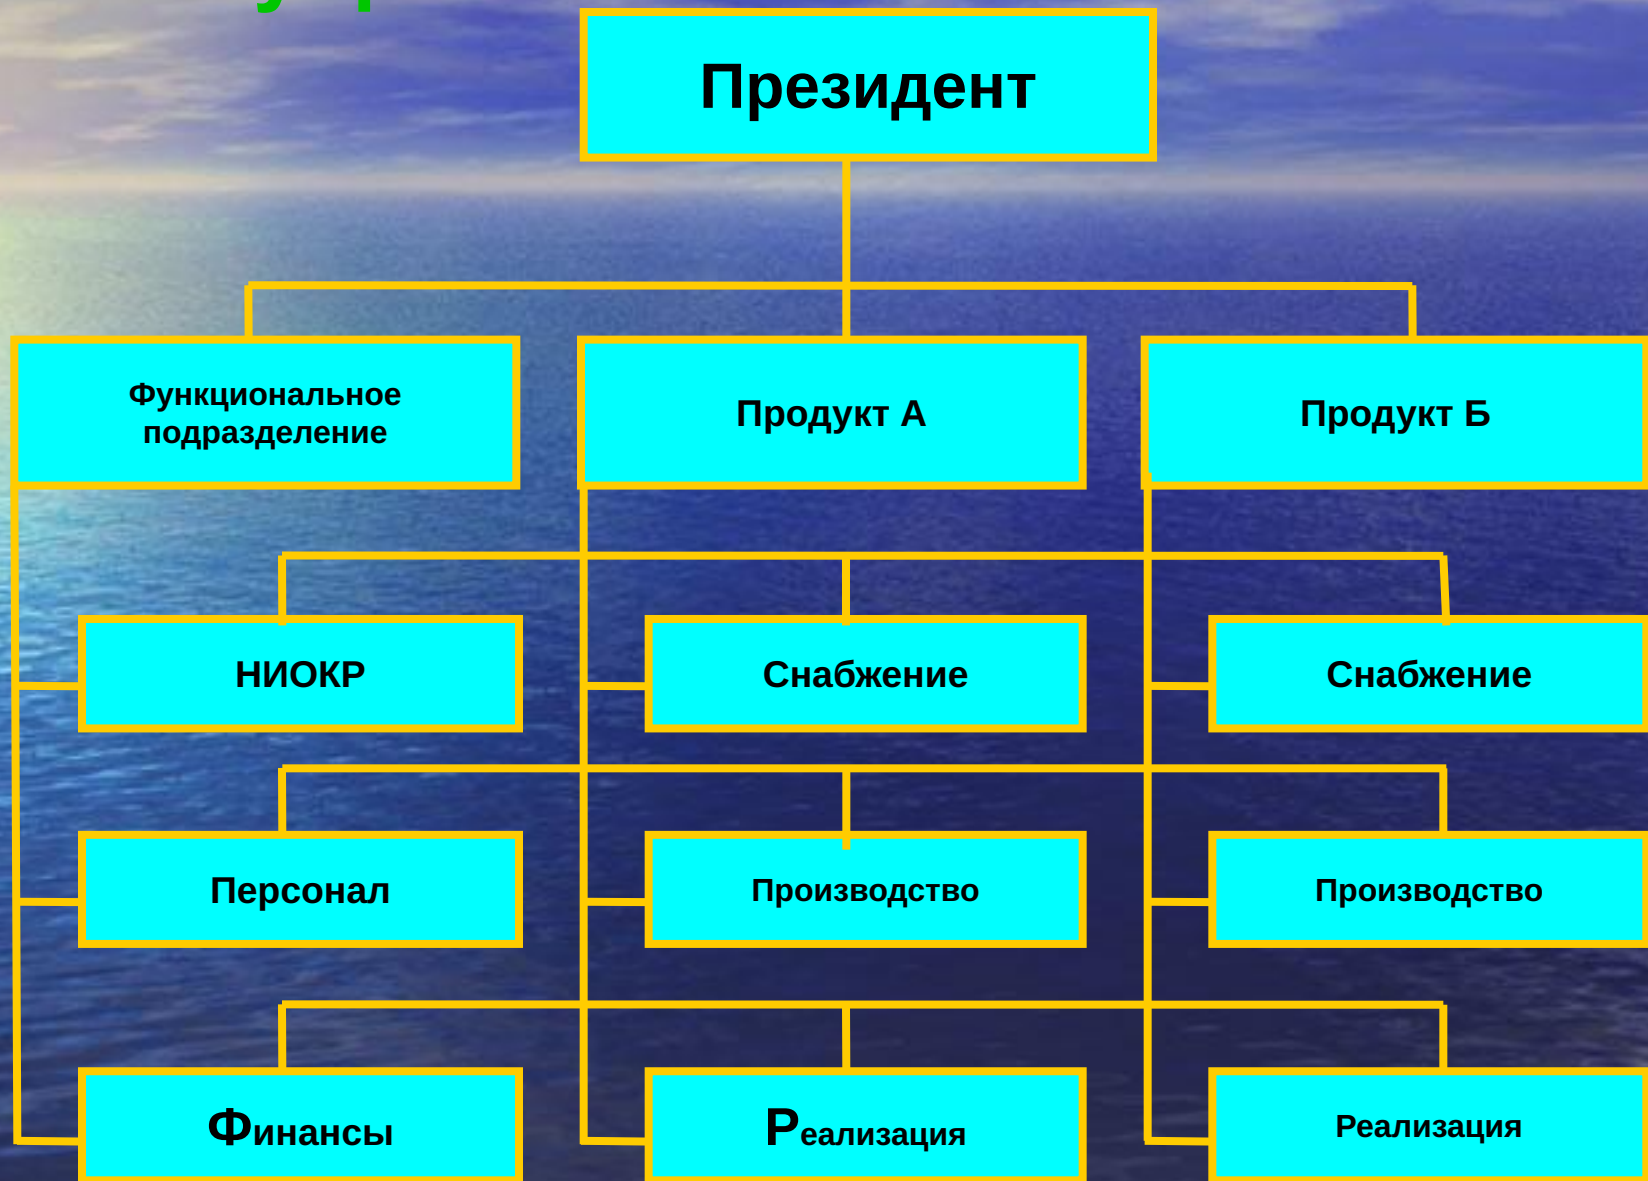 Президент
Функциональное
подразделение
Продукт А
Продукт Б
НИОКР
Снабжение
Снабжение
Персонал
Производство
Производство
Финансы
Реализация
Реализация